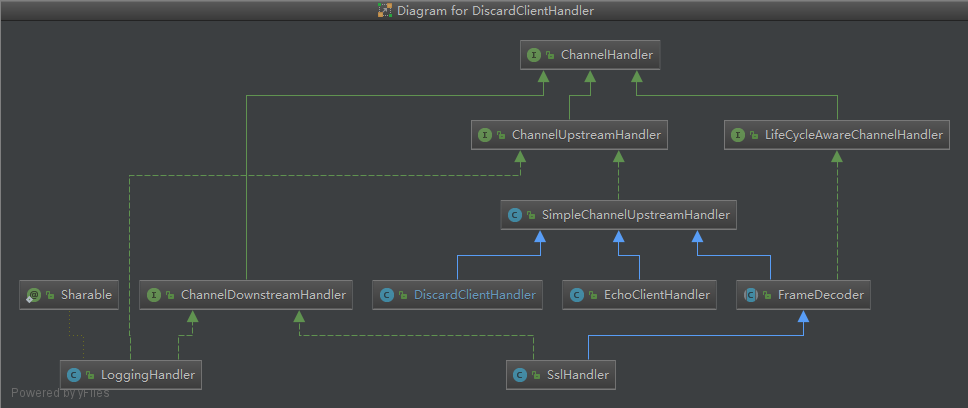 Diagram for DiscardClientHandler
I ChannelHandler
I ChannelUpstreamHandler
I LifeCycleAwareChannelHandler
C SimpleChannelUpstreamHandler
@ Sharable
I ChannelDownstreamHandler
C DiscardClientHandler
C EchoClientHandler
C FrameDecoder
C LoggingHandler
C SslHandler
Powered by yFiles